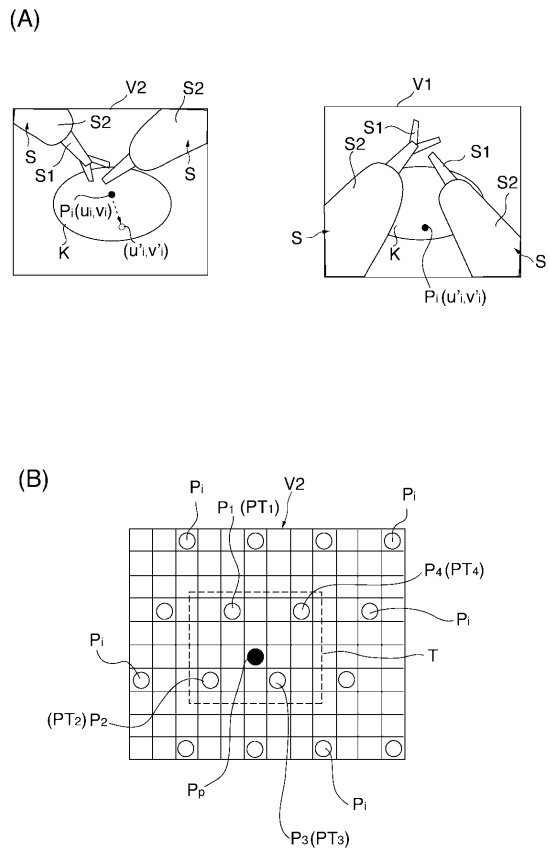 (A)
V2
V1
S2
S2
S
S1
S
Pi(ui,vi)
(u'i,v'i)
K
S1
S2
S1
S2
S
K
S
Pi(u'i,v'i)
(B)
Pi
P1(PT1)
V2
Pi
P4(PT4)
Pi
Pi
T
(PT2)P2
Pp
Pi
P3(PT3)